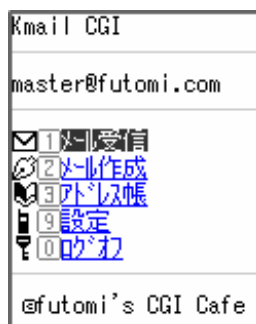 Kmail CGI
master@futomi.com
1 ﾒｰﾙ受信
2 ﾒｰﾙ作成
3 ｱﾄﾞﾚｽ帳
9 設定
0 ﾛｸﾞｵﾌ
©futomi's CGI Cafe